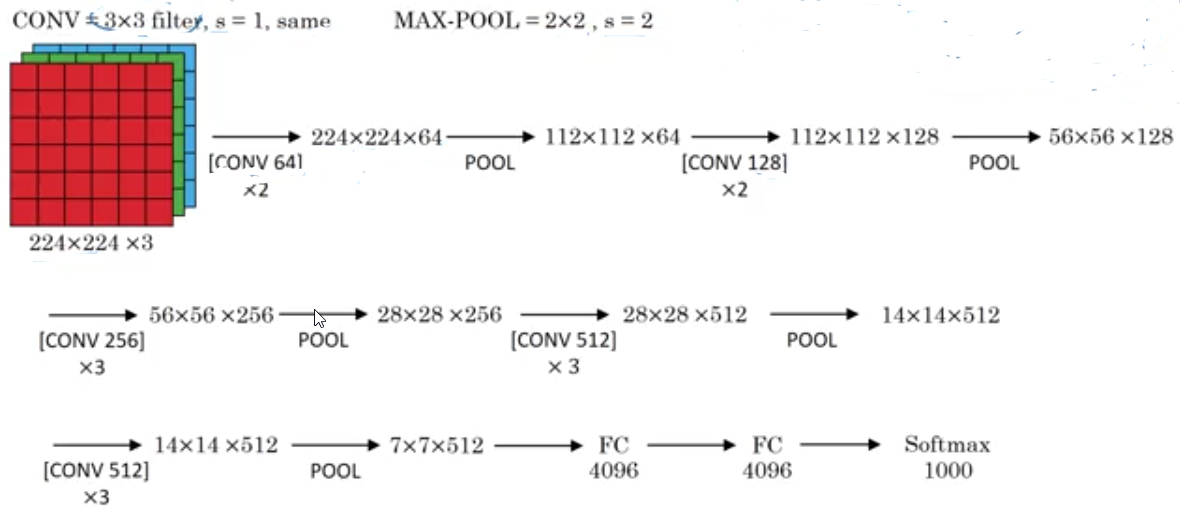 CONV = 3×3 filter, s = 1, same MAX-POOL = 2×2 , s = 2
224×224×64 112×112 ×64 112×112 ×128 56×56 ×128
[CONV 64] POOL [CONV 128] POOL
×2 ×2
224×224 ×3
56×56 ×256 28×28 ×256 28×28 ×512 14×14×512
[CONV 256] POOL [CONV 512] POOL
×3 × 3
14×14 ×512 7×7×512 FC FC Softmax
[CONV 512] POOL 4096 4096 1000
×3